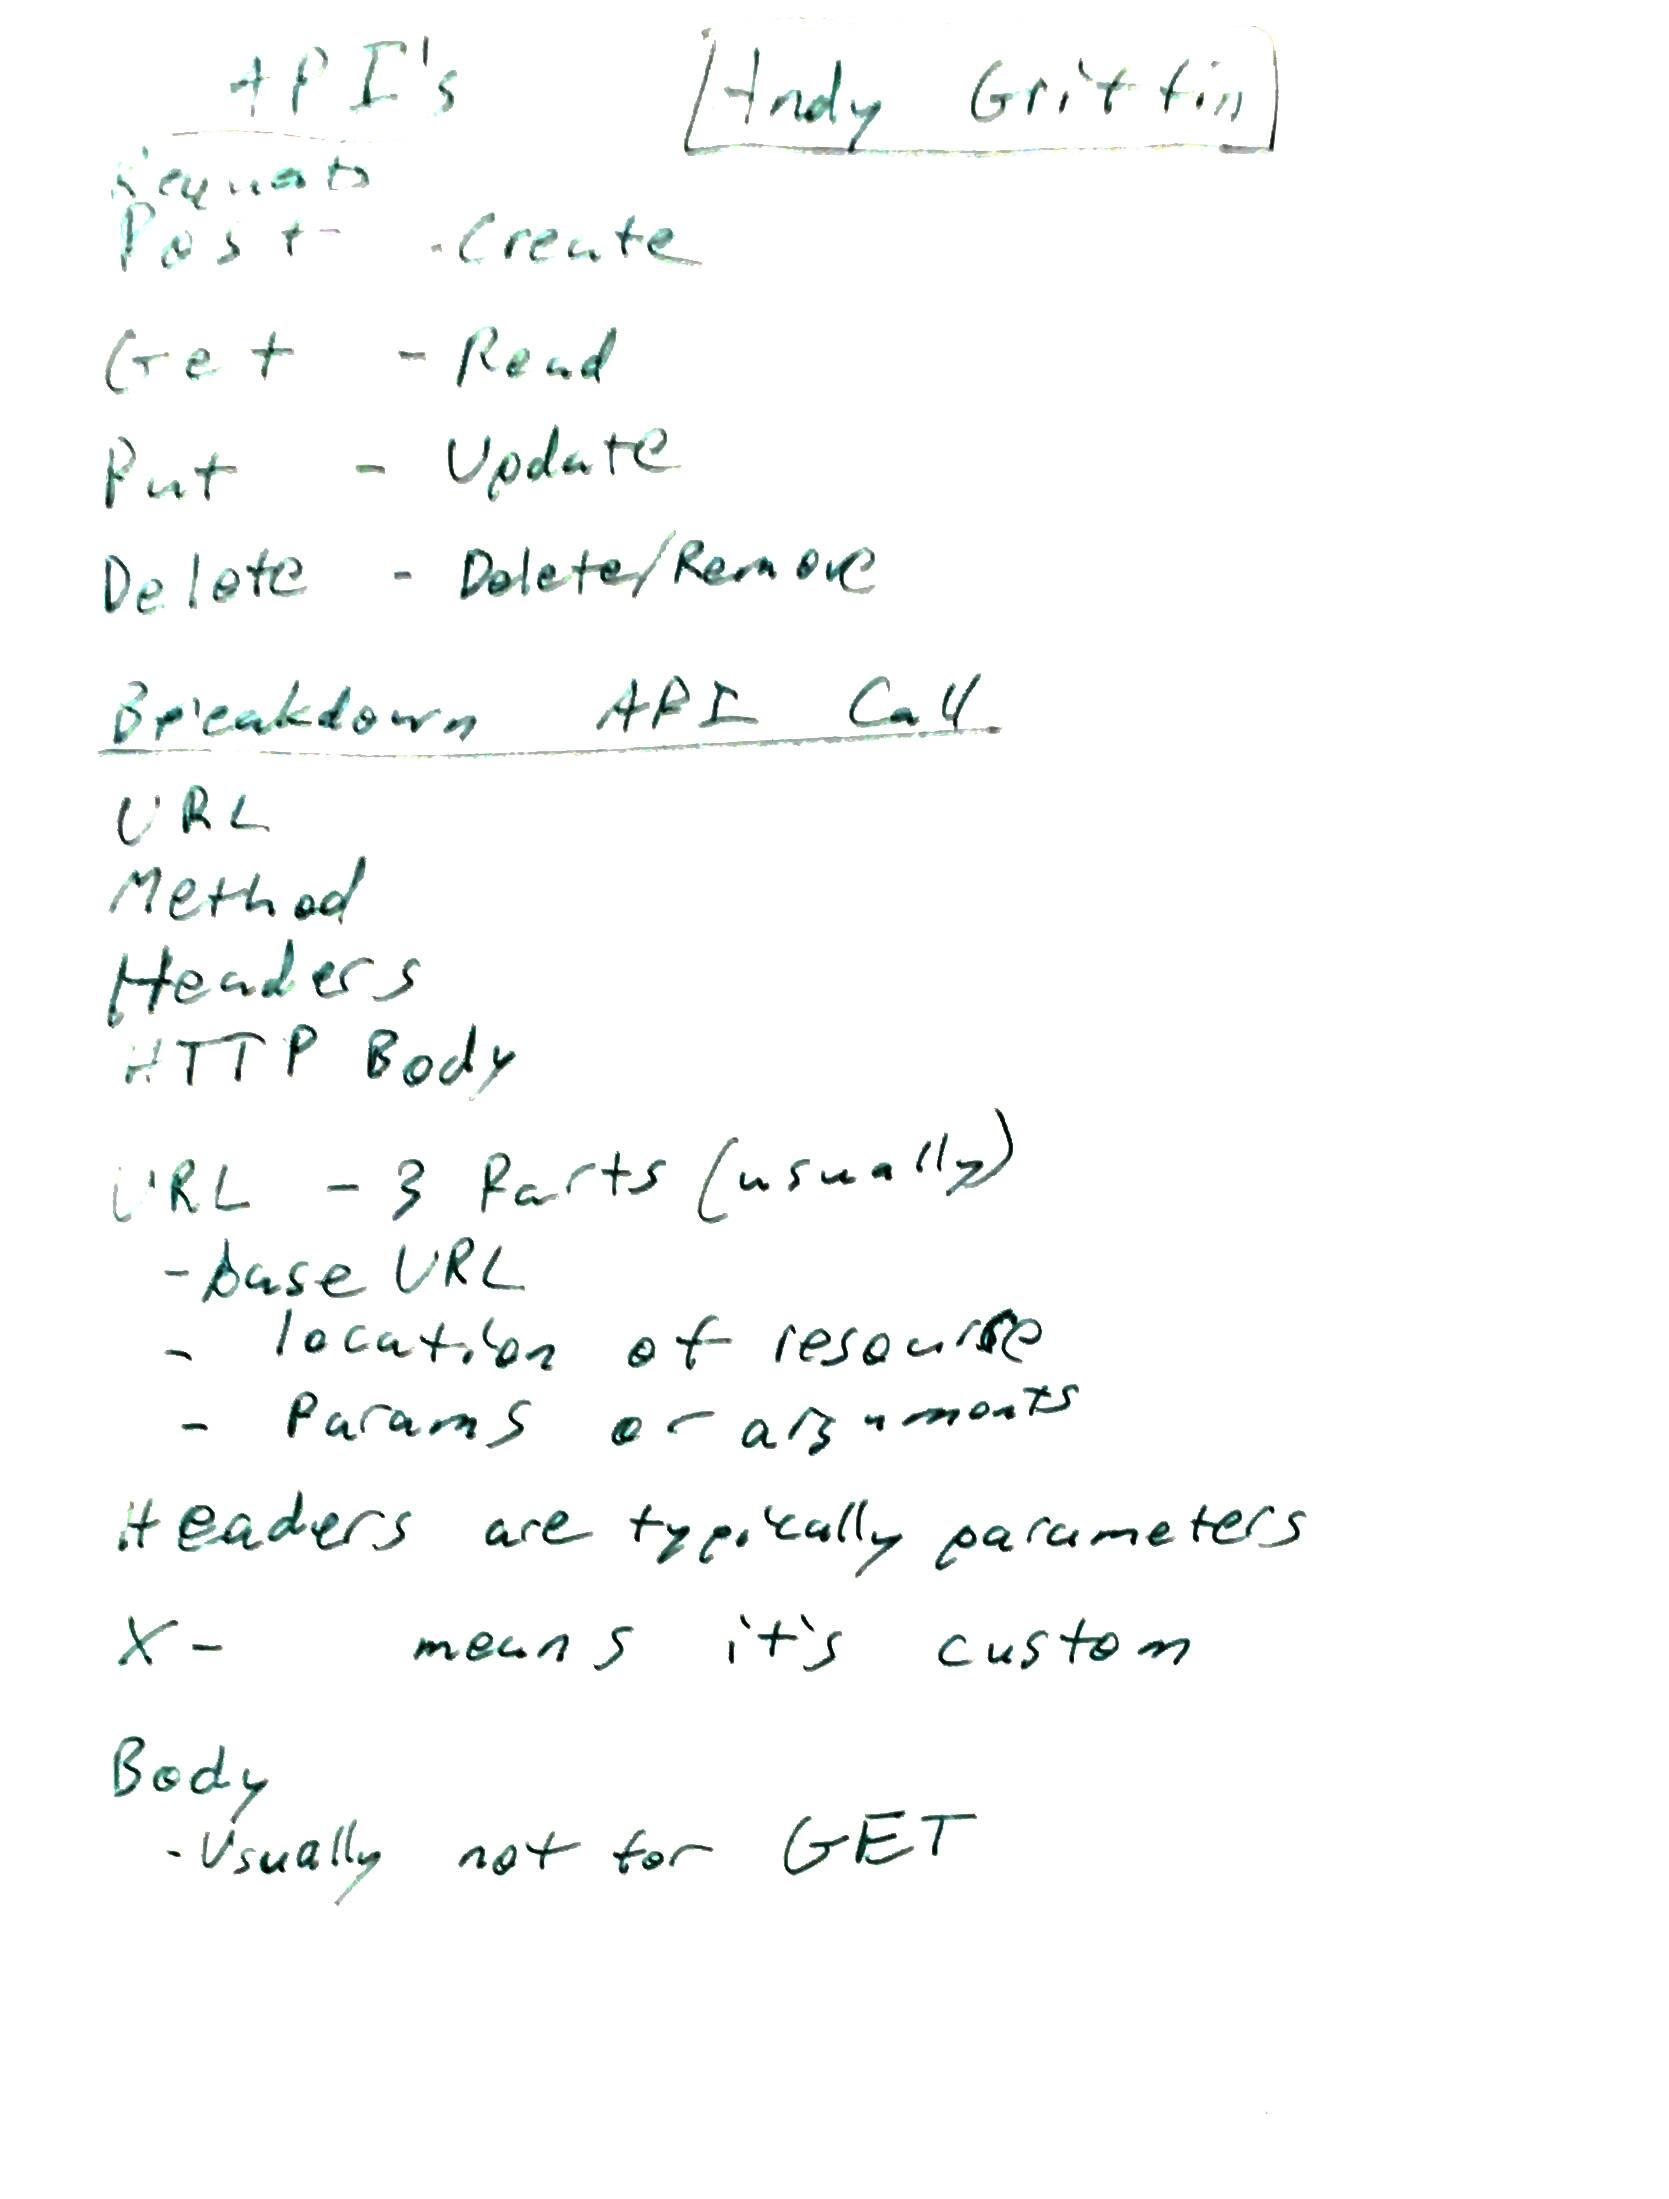 API's Andy Griffin
Requests
Post - Create
Get - Read
Put - Update
Delete - Delete/Remove
Breakdown API Call
URL
Method
Headers
HTTP Body
URL - 3 Parts (usually)
- base URL
- location of resource
- Params or arguments
Headers are typically parameters
X- means it's custom
Body
- Usually not for GET